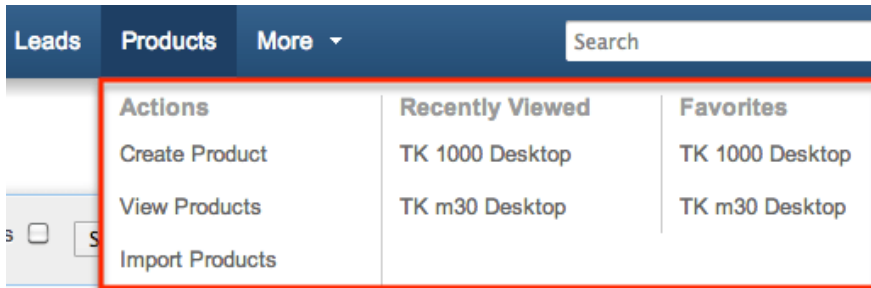 Leads Products More Search
Actions Recently Viewed Favorites
Create Product TK 1000 Desktop TK 1000 Desktop
View Products TK m30 Desktop TK m30 Desktop
s S
Import Products